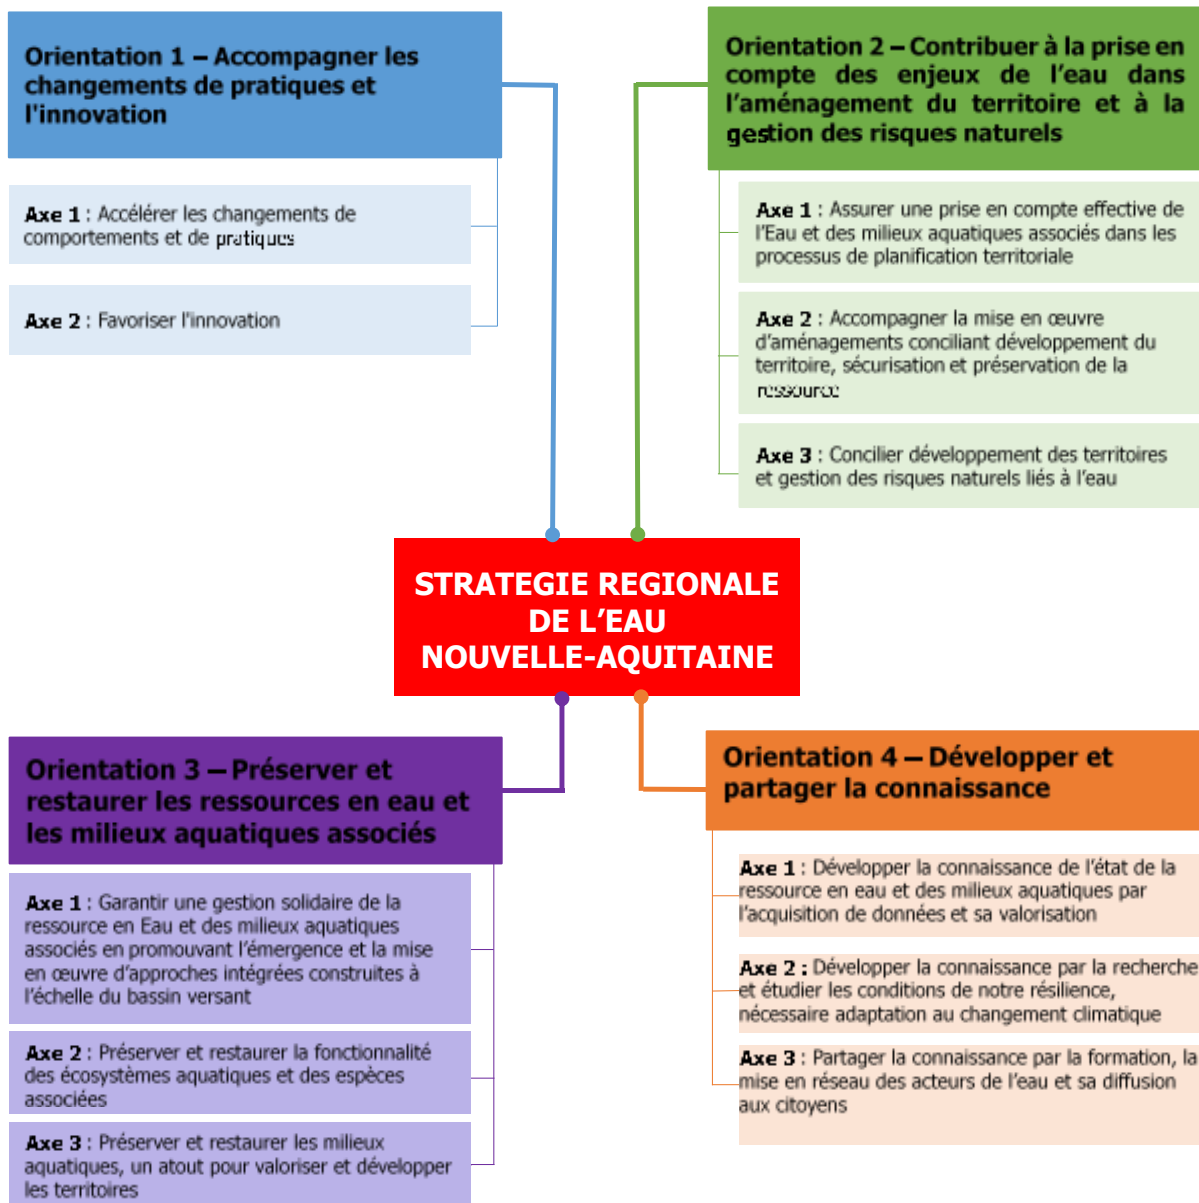 Orientation 1 – Accompagner les
changements de pratiques et
l'innovation
Axe 1 : Accélérer les changements de
comportements et de pratiques
Axe 2 : Favoriser l'innovation
Orientation 2 – Contribuer à la prise en
compte des enjeux de l'eau dans
l'aménagement du territoire et à la
gestion des risques naturels
Axe 1 : Assurer une prise en compte effective de
l'Eau et des milieux aquatiques associés dans les
processus de planification territoriale
Axe 2 : Accompagner la mise en œuvre
d'aménagements conciliant développement du
territoire, sécurisation et préservation de la
ressource
Axe 3 : Concilier développement des territoires
et gestion des risques naturels liés à l'eau
STRATEGIE REGIONALE
DE L'EAU
NOUVELLE-AQUITAINE
Orientation 3 – Préserver et
restaurer les ressources en eau et
les milieux aquatiques associés
Axe 1 : Garantir une gestion solidaire de la
ressource en Eau et des milieux aquatiques
associés en promouvant l'émergence et la mise
en œuvre d'approches intégrées construites à
l'échelle du bassin versant
Axe 2 : Préserver et restaurer la fonctionnalité
des écosystèmes aquatiques et des espèces
associées
Axe 3 : Préserver et restaurer les milieux
aquatiques, un atout pour valoriser et développer
les territoires
Orientation 4 – Développer et
partager la connaissance
Axe 1 : Développer la connaissance de l'état de la
ressource en eau et des milieux aquatiques par
l'acquisition de données et sa valorisation
Axe 2 : Développer la connaissance par la recherche
et étudier les conditions de notre résilience,
nécessaire adaptation au changement climatique
Axe 3 : Partager la connaissance par la formation, la
mise en réseau des acteurs de l'eau et sa diffusion
aux citoyens